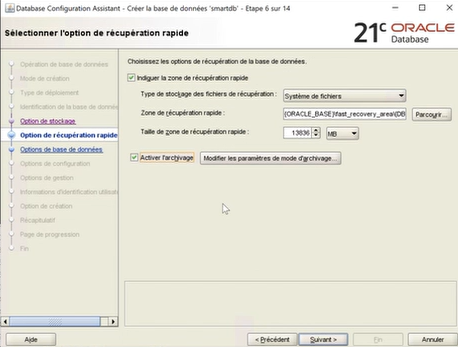 Database Configuration Assistant - Créer la base de données 'smartdb' - Etape 6 sur 14
Sélectionner l'option de récupération rapide
21c ORACLE
Database
Opération de base de données
Mode de création
Type de déploiement
Identification de la base de donnée
Option de stockage
Option de récupération rapide
Options de base de données
Options de configuration
Options de gestion
Informations d'identification utilisate
Option de création
Récapitulatif
Page de progression
Fin
Choisissez les options de récupération de la base de données.
Indiquer la zone de récupération rapide
Type de stockage des fichiers de récupération :
Système de fichiers
Zone de récupération rapide :
{ORACLE_BASE}\fast_recovery_area\{DB
Parcourir...
Taille de zone de récupération rapide :
13836
MB
Activer l'archivage
Modifier les paramètres de mode d'archivage...
Aide
< Précédent
Suivant >
Fin
Annuler